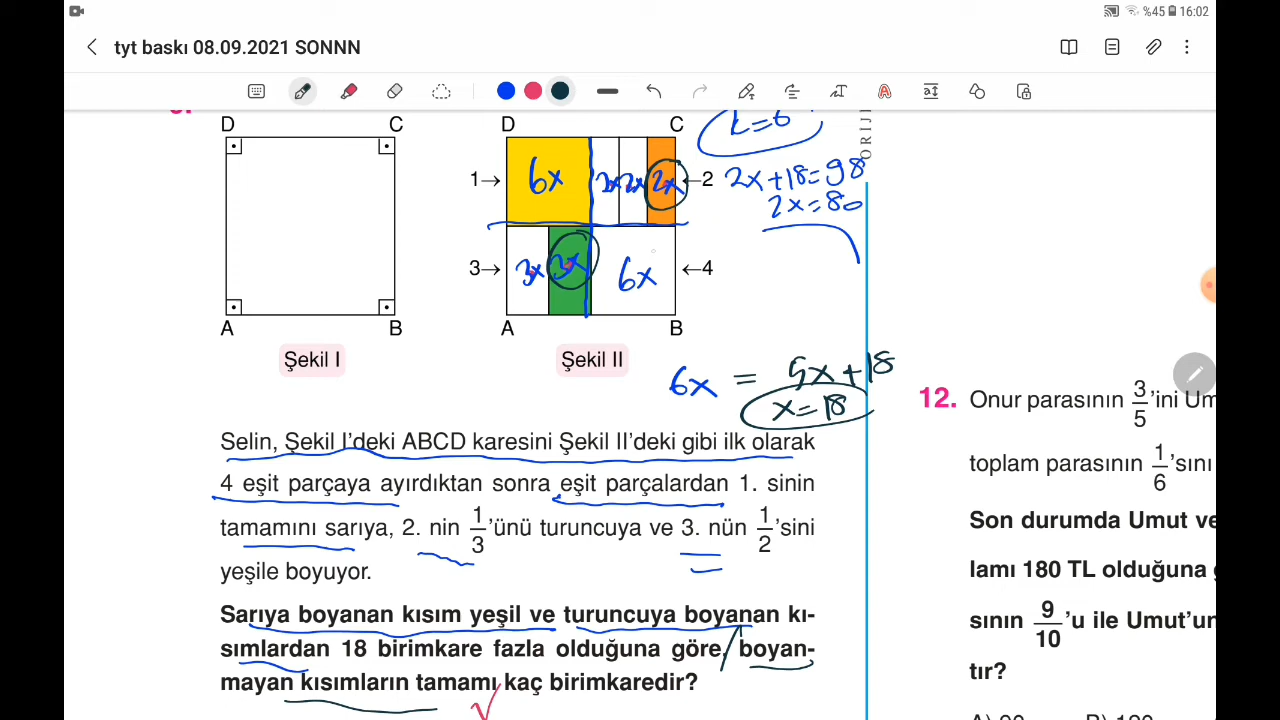 %45 16:02
tyt baskı 08.09.2021 SONNN
D C D C
1→ 6x 2x 2x 2x ←2
2x+18=98
2x=80
3→ 3x 3x 6x ←4
A B A B
Şekil I Şekil II
6x = 5x+18
x=18
Selin, Şekil I'deki ABCD karesini Şekil II'deki gibi ilk olarak
4 eşit parçaya ayırdıktan sonra eşit parçalardan 1. sinin
tamamını sarıya, 2. nin 1/3'ünü turuncuya ve 3. nün 1/2'sini
yeşile boyuyor.
Sarıya boyanan kısım yeşil ve turuncuya boyanan kı-
sımlardan 18 birimkare fazla olduğuna göre, boyan-
mayan kısımların tamamı kaç birimkaredir?
12. Onur parasının 3/5'ini Um
toplam parasının 1/6'sını
Son durumda Umut ve
lamı 180 TL olduğuna g
sının 9/10'u ile Umut'un
tır?